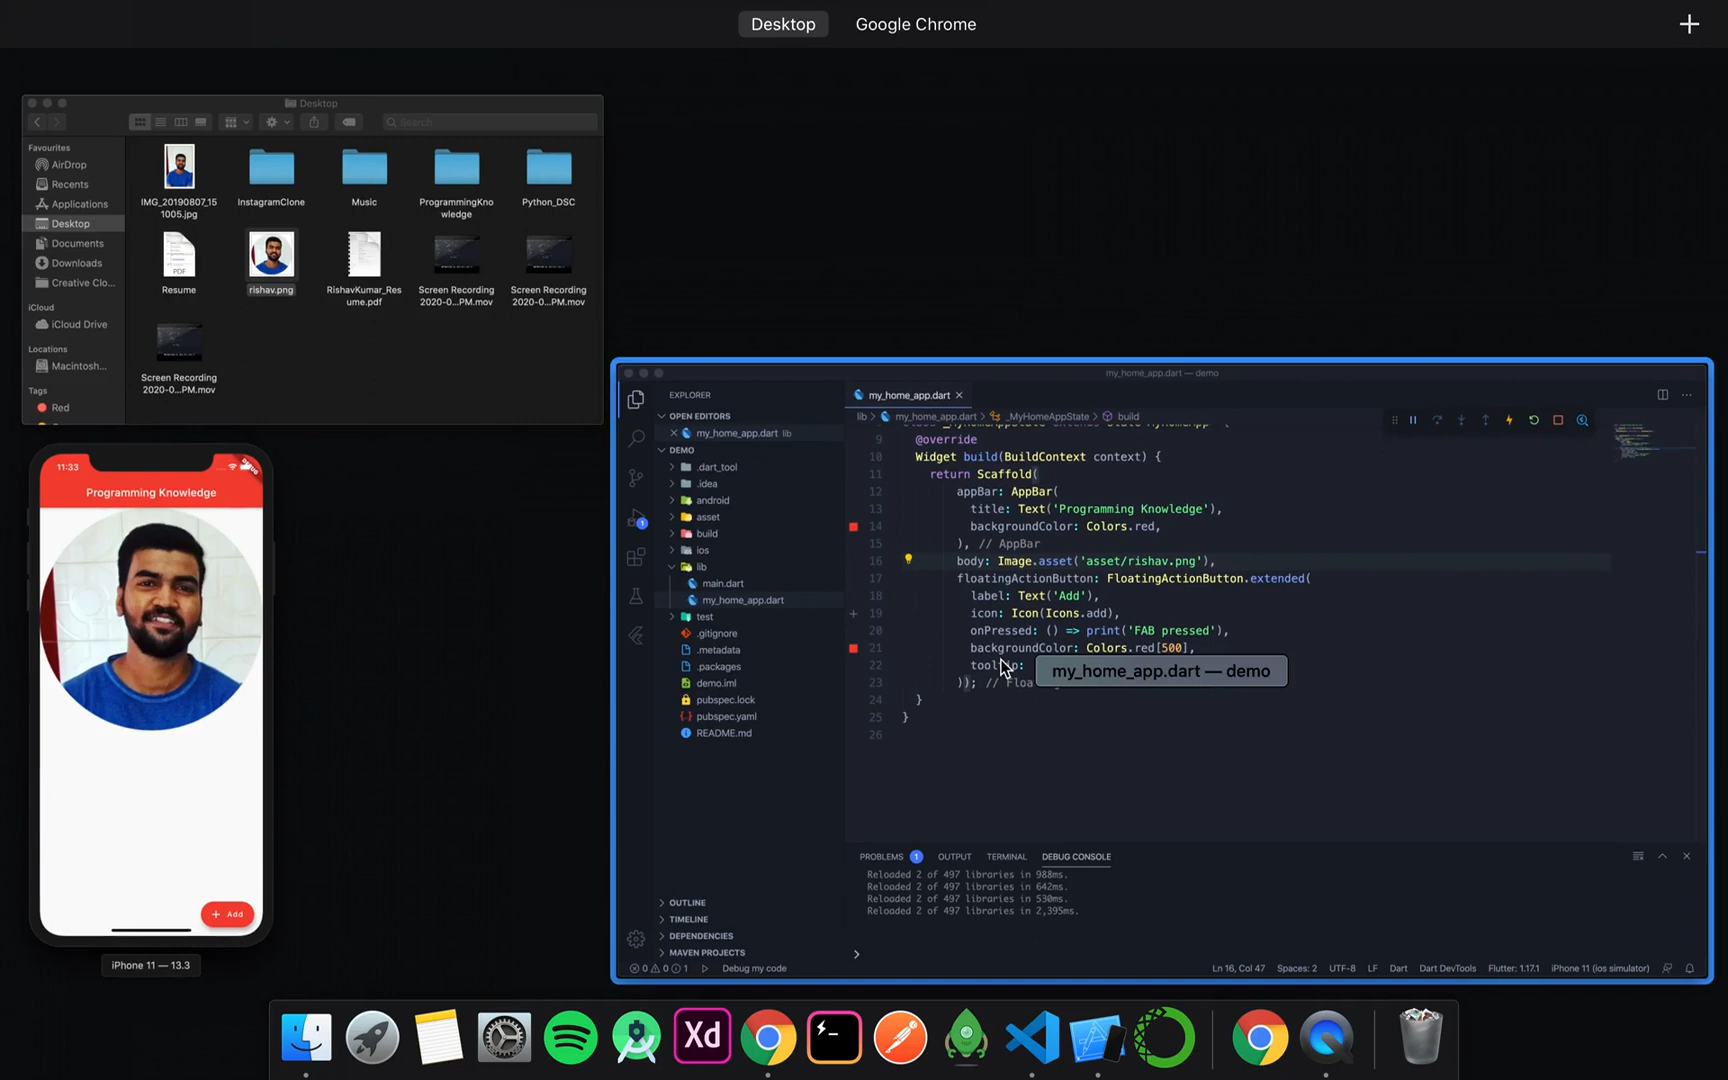 Desktop
Google Chrome
Desktop
Search
Favourites
AirDrop
Recents
Applications
Desktop
Documents
Downloads
Creative Clo...
iCloud
iCloud Drive
Locations
Macintosh...
Tags
Red
IMG_20190807_15
1005.jpg
InstagramClone
Music
ProgrammingKno
wledge
Python_DSC
PDF
Resume
rishav.png
RishavKumar_Res
ume.pdf
Screen Recording
2020-0...PM.mov
Screen Recording
2020-0...PM.mov
Screen Recording
2020-0...PM.mov
11:33
Programming Knowledge
Add
iPhone 11 — 13.3
my_home_app.dart — demo
EXPLORER
OPEN EDITORS
my_home_app.dart lib
DEMO
.dart_tool
.idea
android
asset
build
ios
lib
main.dart
my_home_app.dart
test
.gitignore
.metadata
.packages
demo.iml
pubspec.lock
pubspec.yaml
README.md
OUTLINE
TIMELINE
DEPENDENCIES
MAVEN PROJECTS
1
my_home_app.dart
lib > my_home_app.dart > _MyHomeAppState > build
9 @override
10 Widget build(BuildContext context) {
11 return Scaffold(
12 appBar: AppBar(
13 title: Text('Programming Knowledge'),
14 backgroundColor: Colors.red,
15 ), // AppBar
16 body: Image.asset('asset/rishav.png'),
17 floatingActionButton: FloatingActionButton.extended(
18 label: Text('Add'),
19 icon: Icon(Icons.add),
20 onPressed: () => print('FAB pressed'),
21 backgroundColor: Colors.red[500],
22
23 )); //
24 }
25 }
26
my_home_app.dart — demo
PROBLEMS 1 OUTPUT TERMINAL DEBUG CONSOLE
Reloaded 2 of 497 libraries in 988ms.
Reloaded 2 of 497 libraries in 642ms.
Reloaded 2 of 497 libraries in 530ms.
Reloaded 2 of 497 libraries in 2,395ms.
0 0 1 Debug my code
Ln 16, Col 47 Spaces: 2 UTF-8 LF Dart Dart DevTools Flutter: 1.17.1 iPhone 11 (ios simulator)
Xd